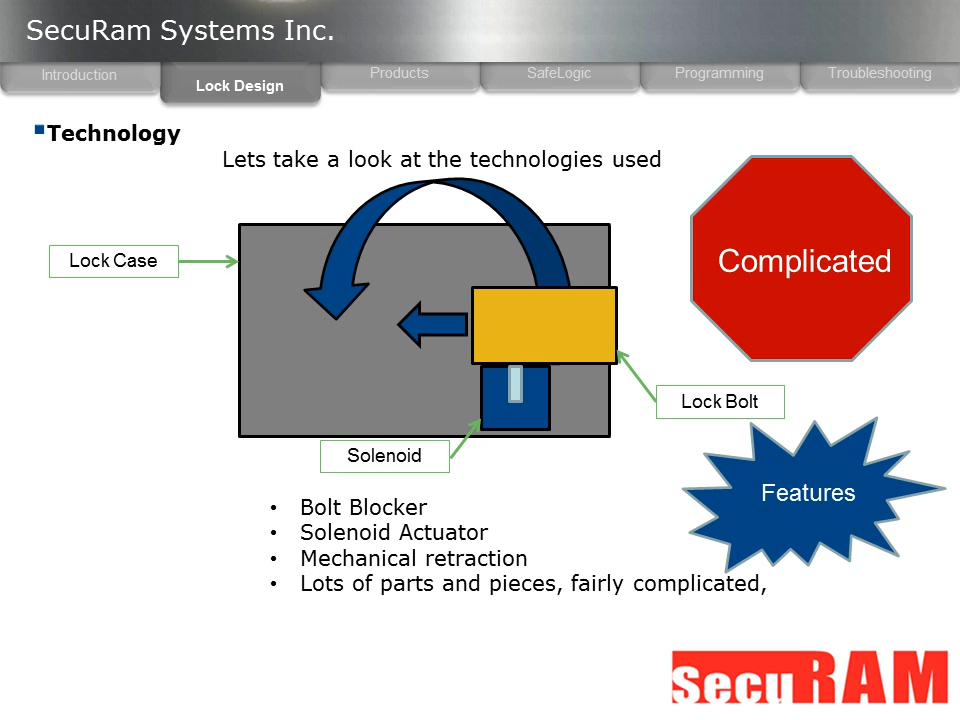 SecuRam Systems Inc.
Introduction
Lock Design
Products
SafeLogic
Programming
Troubleshooting
▪Technology
Lets take a look at the technologies used
Lock Case
Complicated
Lock Bolt
Solenoid
Features
• Bolt Blocker
• Solenoid Actuator
• Mechanical retraction
• Lots of parts and pieces, fairly complicated,
SecuRAM